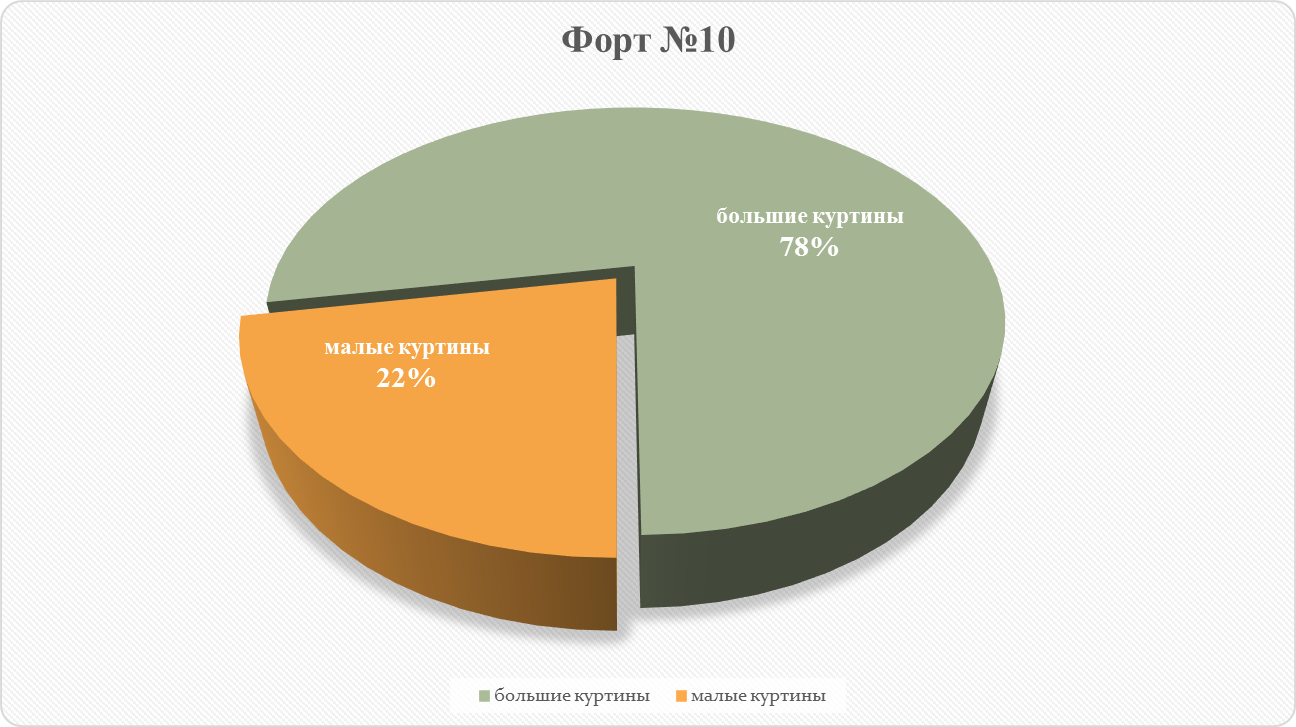 Форт №10
большие куртины
78%
малые куртины
22%
большие куртины
малые куртины